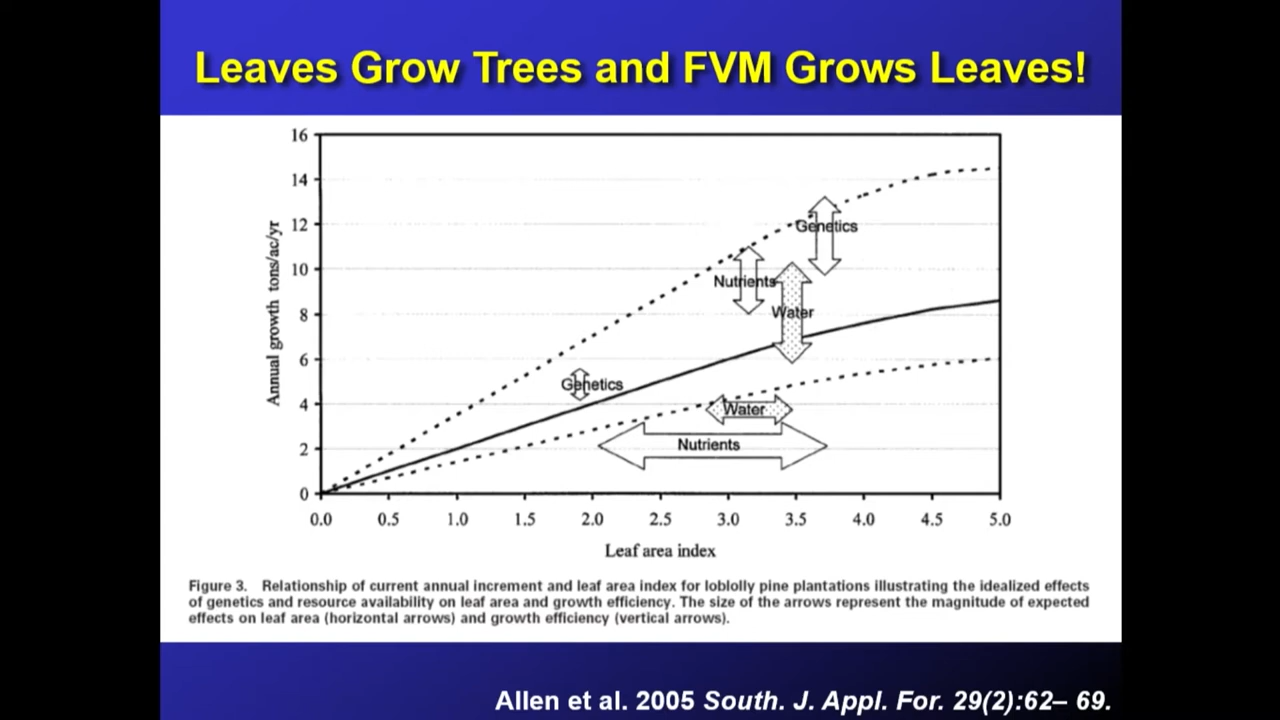 Leaves Grow Trees and FVM Grows Leaves!
16
14
12
10
8
6
4
2
0
Annual growth tons/ac/yr
Genetics
Nutrients
Water
Genetics
Water
Nutrients
0.0 0.5 1.0 1.5 2.0 2.5 3.0 3.5 4.0 4.5 5.0
Leaf area index
Figure 3. Relationship of current annual increment and leaf area index for loblolly pine plantations illustrating the idealized effects
of genetics and resource availability on leaf area and growth efficiency. The size of the arrows represent the magnitude of expected
effects on leaf area (horizontal arrows) and growth efficiency (vertical arrows).
Allen et al. 2005 South. J. Appl. For. 29(2):62– 69.